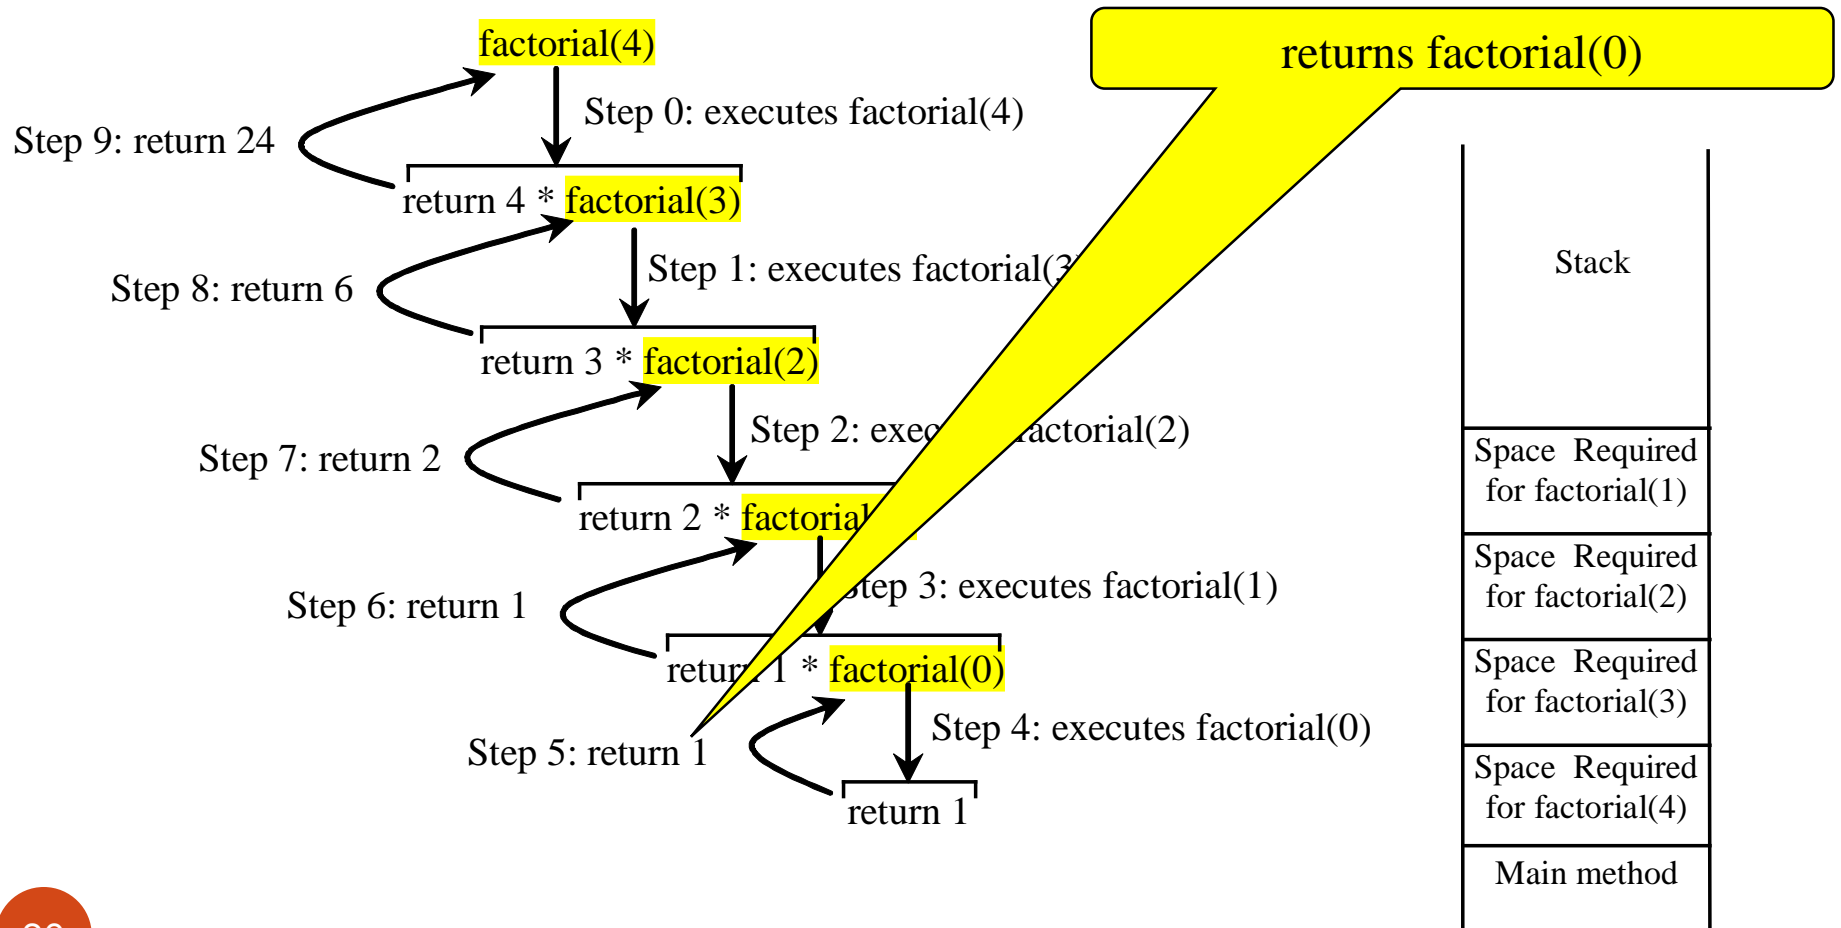 factorial(4)
returns factorial(0)
Step 0: executes factorial(4)
Step 9: return 24
return 4 * factorial(3)
Step 1: executes factorial(3
Step 8: return 6
Stack
return 3 * factorial(2)
Step 2: factorial(2)
Step 7: return 2
Space Required
for factorial(1)
return 2 * factorial
Step 3: executes factorial(1)
Step 6: return 1
Space Required
for factorial(2)
return 1 * factorial(0)
Space Required
for factorial(3)
Step 4: executes factorial(0)
Step 5: return 1
return 1
Space Required
for factorial(4)
Main method